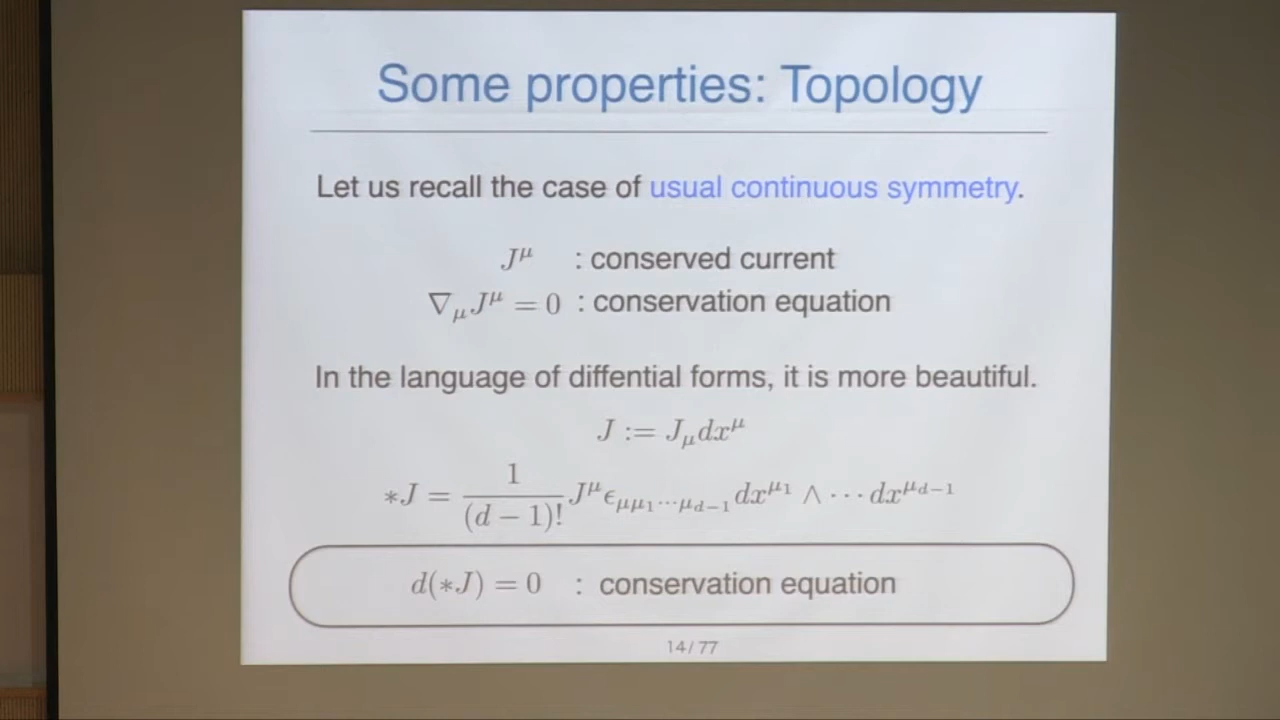 Some properties: Topology
Let us recall the case of usual continuous symmetry.
J^μ : conserved current
∇_μ J^μ = 0 : conservation equation
In the language of diffential forms, it is more beautiful.
J := J_μ dx^μ
*J = 1/(d − 1)! J^μ ϵ_{μμ_1⋯μ_{d−1}} dx^{μ_1} ∧ ⋯ dx^{μ_{d−1}}
d(*J) = 0 : conservation equation
14/77